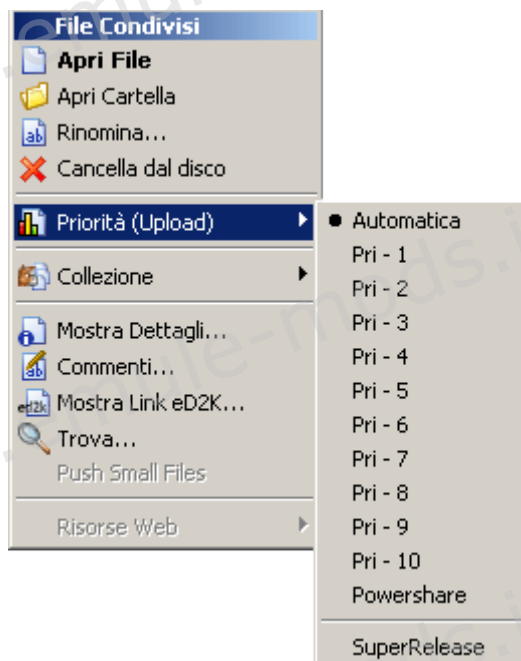 File Condivisi
Apri File
Apri Cartella
Rinomina...
Cancella dal disco
Priorità (Upload)
Collezione
Mostra Dettagli...
Commenti...
Mostra Link eD2K...
Trova...
Push Small Files
Risorse Web
Automatica
Pri - 1
Pri - 2
Pri - 3
Pri - 4
Pri - 5
Pri - 6
Pri - 7
Pri - 8
Pri - 9
Pri - 10
Powershare
SuperRelease